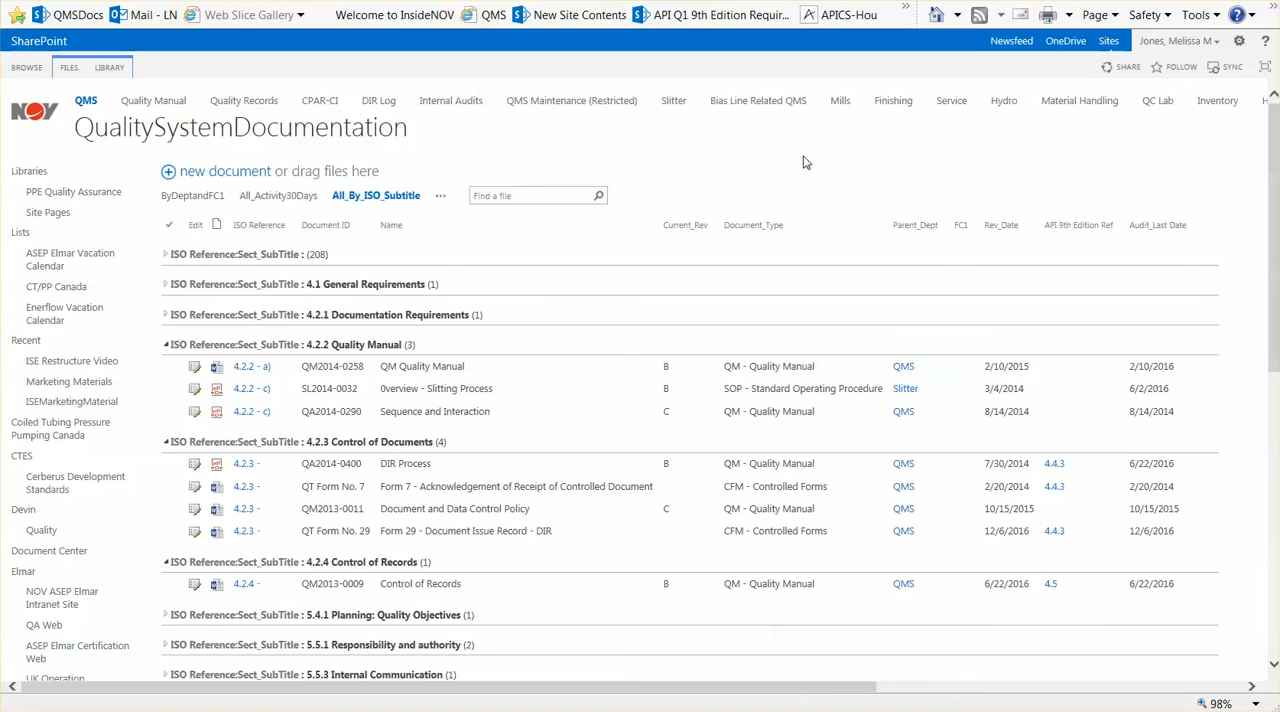 QMSDocs Mail - LN Web Slice Gallery Welcome to InsideNOV QMS New Site Contents API Q1 9th Edition Requir... APICS-Hou » Page Safety Tools »
SharePoint Newsfeed OneDrive Sites Jones, Melissa M ?
BROWSE FILES LIBRARY SHARE FOLLOW SYNC
NOV QMS Quality Manual Quality Records CPAR-CI DIR Log Internal Audits QMS Maintenance (Restricted) Slitter Bias Line Related QMS Mills Finishing Service Hydro Material Handling QC Lab Inventory H
QualitySystemDocumentation
Libraries
PPE Quality Assurance
Site Pages
Lists
ASEP Elmar Vacation
Calendar
CT/PP Canada
Enerflow Vacation
Calendar
Recent
ISE Restructure Video
Marketing Materials
ISEMarketingMaterial
Coiled Tubing Pressure
Pumping Canada
CTES
Cerberus Development
Standards
Devin
Quality
Document Center
Elmar
NOV ASEP Elmar
Intranet Site
QA Web
ASEP Elmar Certification
Web
UK Operation
new document or drag files here
ByDeptandFC1 All_Activity30Days All_By_ISO_Subtitle ... Find a file
Edit ISO Reference Document ID Name Current_Rev Document_Type Parent_Dept FC1 Rev_Date API 9th Edition Ref Audit_Last Date
ISO Reference:Sect_SubTitle : (208)
ISO Reference:Sect_SubTitle : 4.1 General Requirements (1)
ISO Reference:Sect_SubTitle : 4.2.1 Documentation Requirements (1)
ISO Reference:Sect_SubTitle : 4.2.2 Quality Manual (3)
4.2.2 - a) QM2014-0258 QM Quality Manual B QM - Quality Manual QMS 2/10/2015 2/10/2016
4.2.2 - c) SL2014-0032 0verview - Slitting Process B SOP - Standard Operating Procedure Slitter 3/4/2014 6/2/2016
4.2.2 - c) QA2014-0290 Sequence and Interaction C QM - Quality Manual QMS 8/14/2014 8/14/2014
ISO Reference:Sect_SubTitle : 4.2.3 Control of Documents (4)
4.2.3 - QA2014-0400 DIR Process B QM - Quality Manual QMS 7/30/2014 4.4.3 6/22/2016
4.2.3 - QT Form No. 7 Form 7 - Acknowledgement of Receipt of Controlled Document CFM - Controlled Forms QMS 2/20/2014 4.4.3 2/20/2014
4.2.3 - QM2013-0011 Document and Data Control Policy C QM - Quality Manual QMS 10/15/2015 10/15/2015
4.2.3 - QT Form No. 29 Form 29 - Document Issue Record - DIR CFM - Controlled Forms QMS 12/6/2016 4.4.3 12/6/2016
ISO Reference:Sect_SubTitle : 4.2.4 Control of Records (1)
4.2.4 - QM2013-0009 Control of Records B QM - Quality Manual QMS 6/22/2016 4.5 6/22/2016
ISO Reference:Sect_SubTitle : 5.4.1 Planning: Quality Objectives (1)
ISO Reference:Sect_SubTitle : 5.5.1 Responsibility and authority (2)
ISO Reference:Sect_SubTitle : 5.5.3 Internal Communication (1)
98%